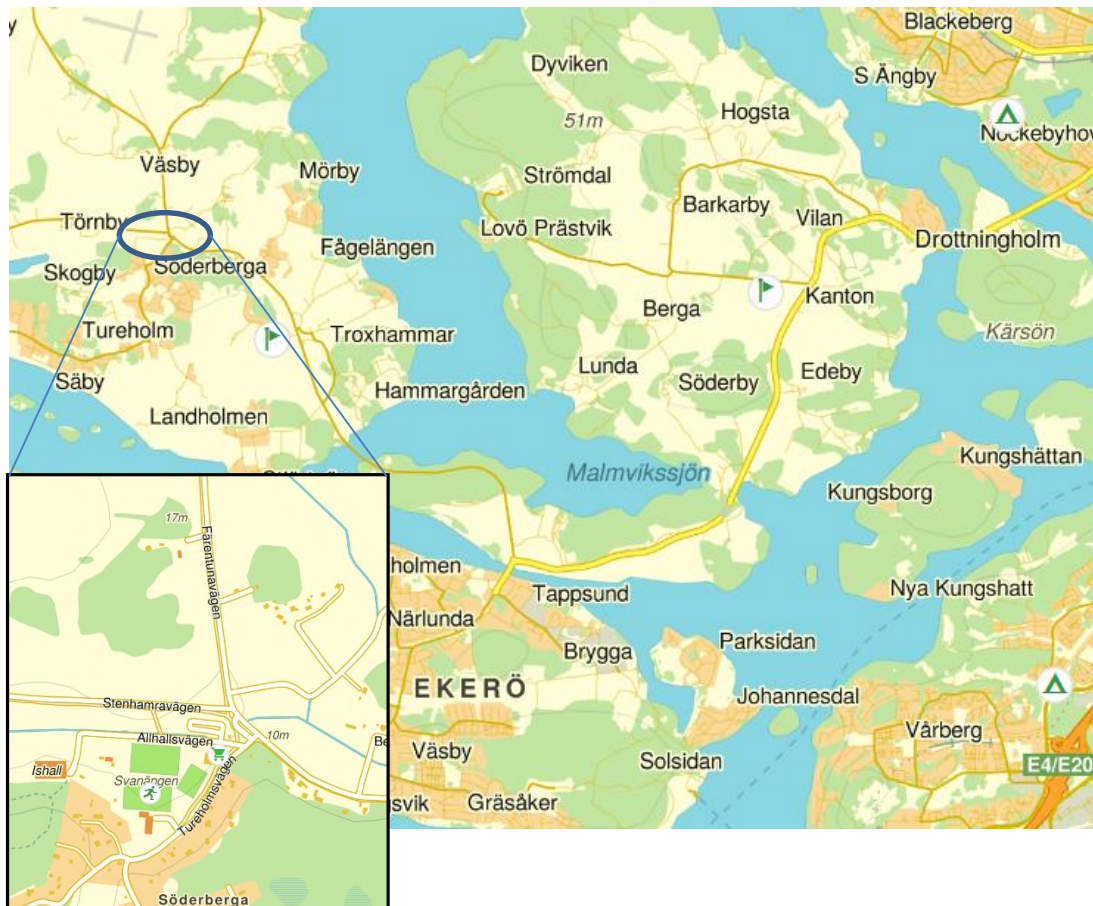 Blackeberg
Dyviken
S Ängby
Hogsta
51m
Nockebyhov
Väsby
Mörby
Strömdal
Barkarby
Vilan
Törnby
Lovö Prästvik
Drottningholm
Fågelängen
Skogby
Söderberga
Kanton
Berga
Tureholm
Troxhammar
Kärsön
Lunda
Söderby
Edeby
Säby
Hammargården
Landholmen
Malmvikssjön
Kungshättan
Kungsborg
holmen
Tappsund
Nya Kungshatt
Närlunda
Brygga
Parksidan
EKERÖ
Johannesdal
Vårberg
Väsby
Solsidan
E4/E20
svik
Gräsåker
17m
Färentunavägen
Stenhamravägen
Allhallsvägen
10m
Be
Ishall
Svanängen
Tureholmsvägen
Söderberga